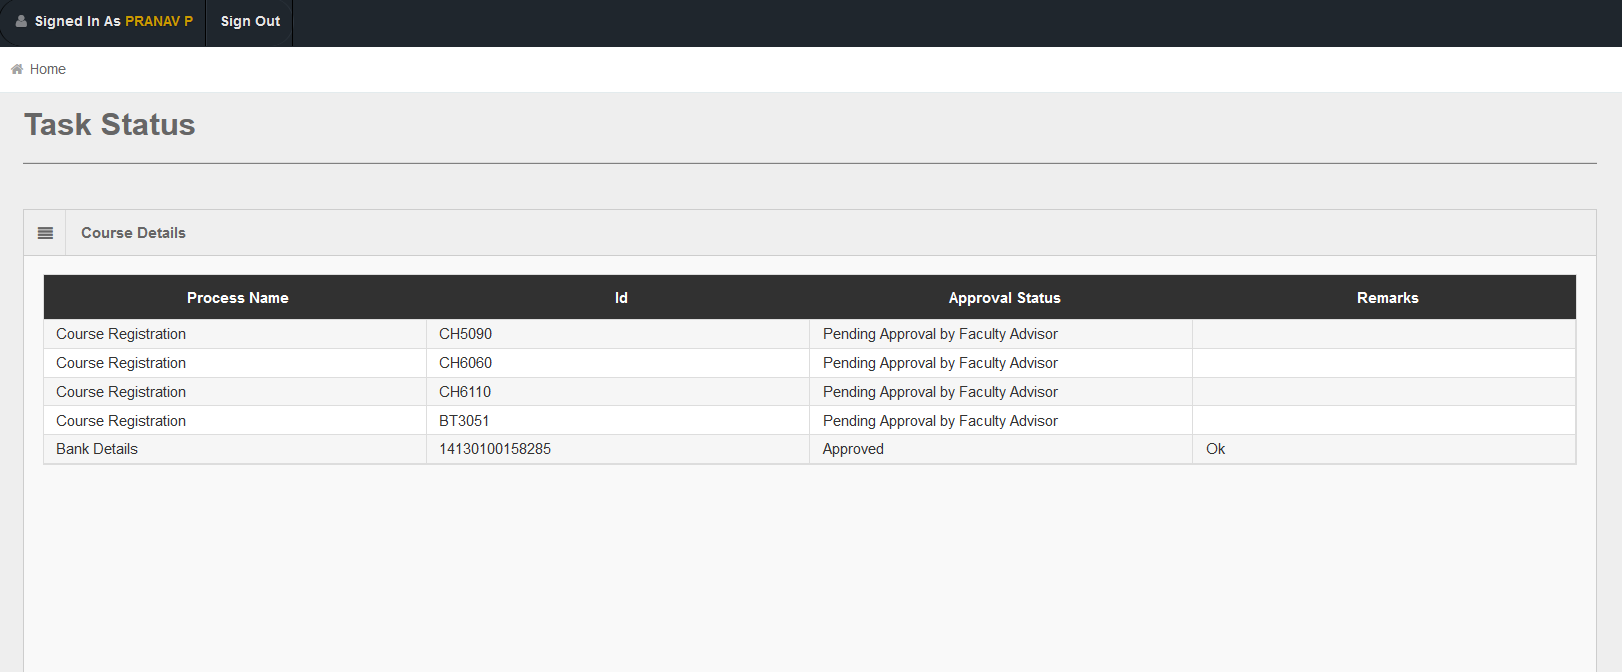 Signed In As PRANAV P Sign Out
Home
Task Status
Course Details
Process Name Id Approval Status Remarks
Course Registration CH5090 Pending Approval by Faculty Advisor
Course Registration CH6060 Pending Approval by Faculty Advisor
Course Registration CH6110 Pending Approval by Faculty Advisor
Course Registration BT3051 Pending Approval by Faculty Advisor
Bank Details 14130100158285 Approved Ok